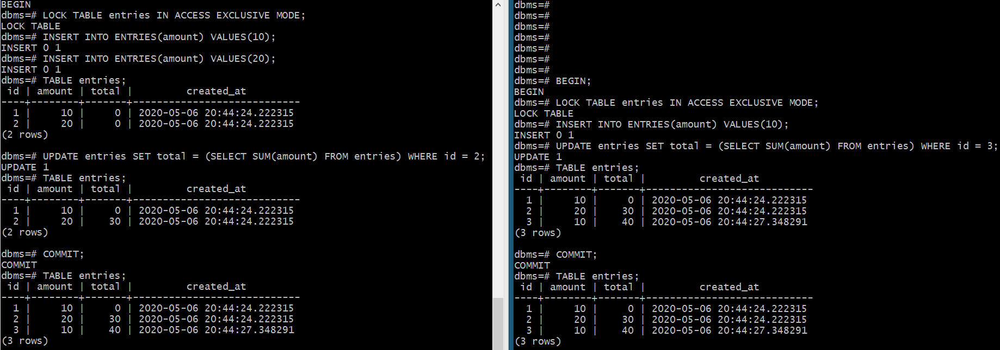 BEGIN
dbms=# LOCK TABLE entries IN ACCESS EXCLUSIVE MODE;
LOCK TABLE
dbms=# INSERT INTO ENTRIES(amount) VALUES(10);
INSERT 0 1
dbms=# INSERT INTO ENTRIES(amount) VALUES(20);
INSERT 0 1
dbms=# TABLE entries;
 id | amount | total |         created_at
----+--------+-------+----------------------------
  1 |     10 |     0 | 2020-05-06 20:44:24.222315
  2 |     20 |     0 | 2020-05-06 20:44:24.222315
(2 rows)

dbms=# UPDATE entries SET total = (SELECT SUM(amount) FROM entries) WHERE id = 2;
UPDATE 1
dbms=# TABLE entries;
 id | amount | total |         created_at
----+--------+-------+----------------------------
  1 |     10 |     0 | 2020-05-06 20:44:24.222315
  2 |     20 |    30 | 2020-05-06 20:44:24.222315
(2 rows)

dbms=# COMMIT;
COMMIT
dbms=# TABLE entries;
 id | amount | total |         created_at
----+--------+-------+----------------------------
  1 |     10 |     0 | 2020-05-06 20:44:24.222315
  2 |     20 |    30 | 2020-05-06 20:44:24.222315
  3 |     10 |    40 | 2020-05-06 20:44:27.348291
(3 rows)
dbms=#
dbms=#
dbms=#
dbms=#
dbms=#
dbms=#
dbms=#
dbms=# BEGIN;
BEGIN
dbms=# LOCK TABLE entries IN ACCESS EXCLUSIVE MODE;
LOCK TABLE
dbms=# INSERT INTO ENTRIES(amount) VALUES(10);
INSERT 0 1
dbms=# UPDATE entries SET total = (SELECT SUM(amount) FROM entries) WHERE id = 3;
UPDATE 1
dbms=# TABLE entries;
 id | amount | total |         created_at
----+--------+-------+----------------------------
  1 |     10 |     0 | 2020-05-06 20:44:24.222315
  2 |     20 |    30 | 2020-05-06 20:44:24.222315
  3 |     10 |    40 | 2020-05-06 20:44:27.348291
(3 rows)

dbms=# COMMIT;
COMMIT
dbms=# TABLE entries;
 id | amount | total |         created_at
----+--------+-------+----------------------------
  1 |     10 |     0 | 2020-05-06 20:44:24.222315
  2 |     20 |    30 | 2020-05-06 20:44:24.222315
  3 |     10 |    40 | 2020-05-06 20:44:27.348291
(3 rows)